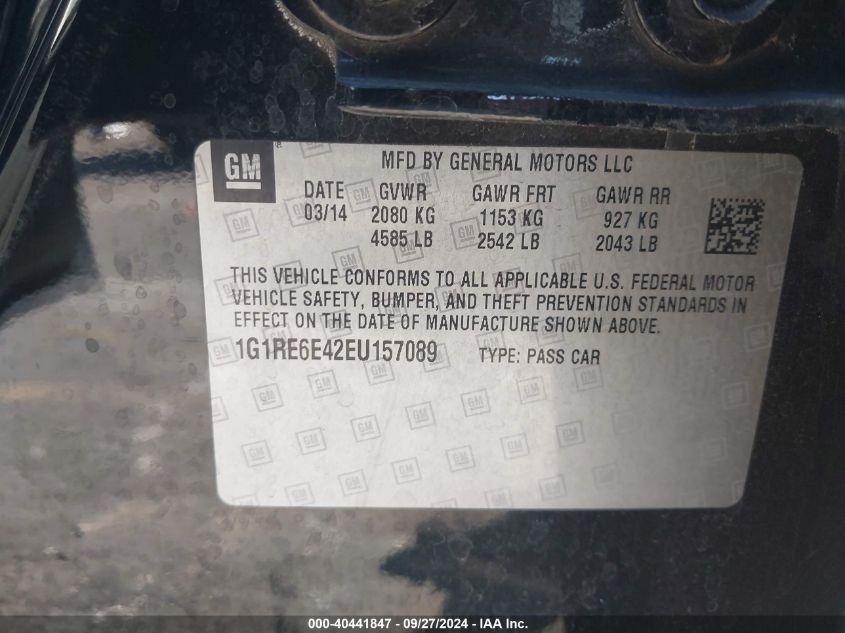 GM
MFD BY GENERAL MOTORS LLC
DATE GVWR GAWR FRT GAWR RR
03/14 2080 KG 1153 KG 927 KG
4585 LB 2542 LB 2043 LB
THIS VEHICLE CONFORMS TO ALL APPLICABLE U.S. FEDERAL MOTOR
VEHICLE SAFETY, BUMPER, AND THEFT PREVENTION STANDARDS IN
EFFECT ON THE DATE OF MANUFACTURE SHOWN ABOVE.
1G1RE6E42EU157089 TYPE: PASS CAR
000-40441847 - 09/27/2024 - IAA Inc.